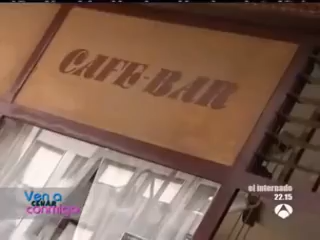 CAFE-BAR
Ven a
CENAR
conmigo
el internado
22.15